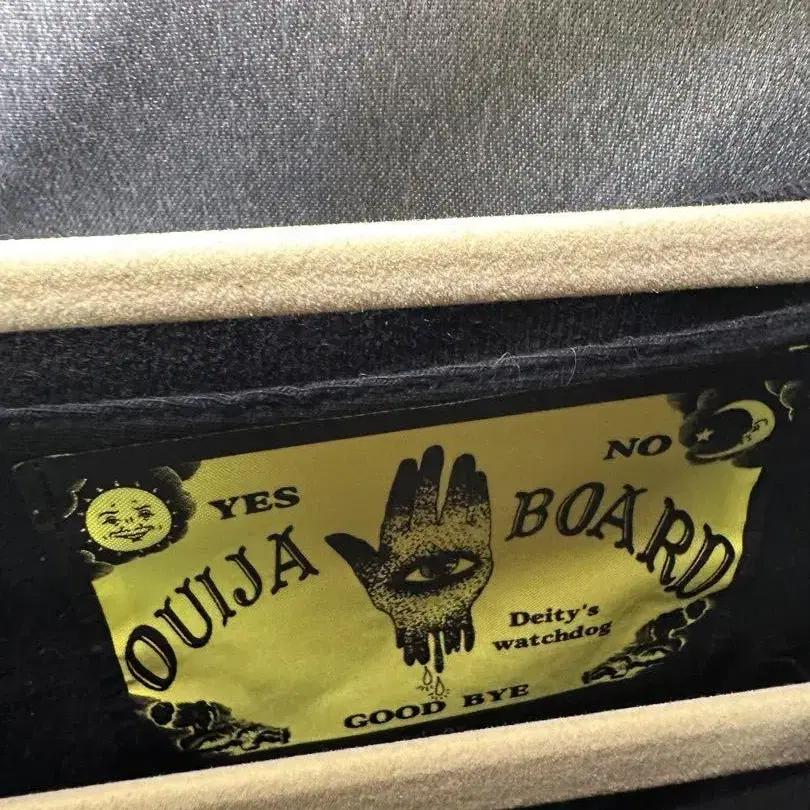 YES
NO
OUIJA BOARD
Deity's
watchdog
GOOD BYE